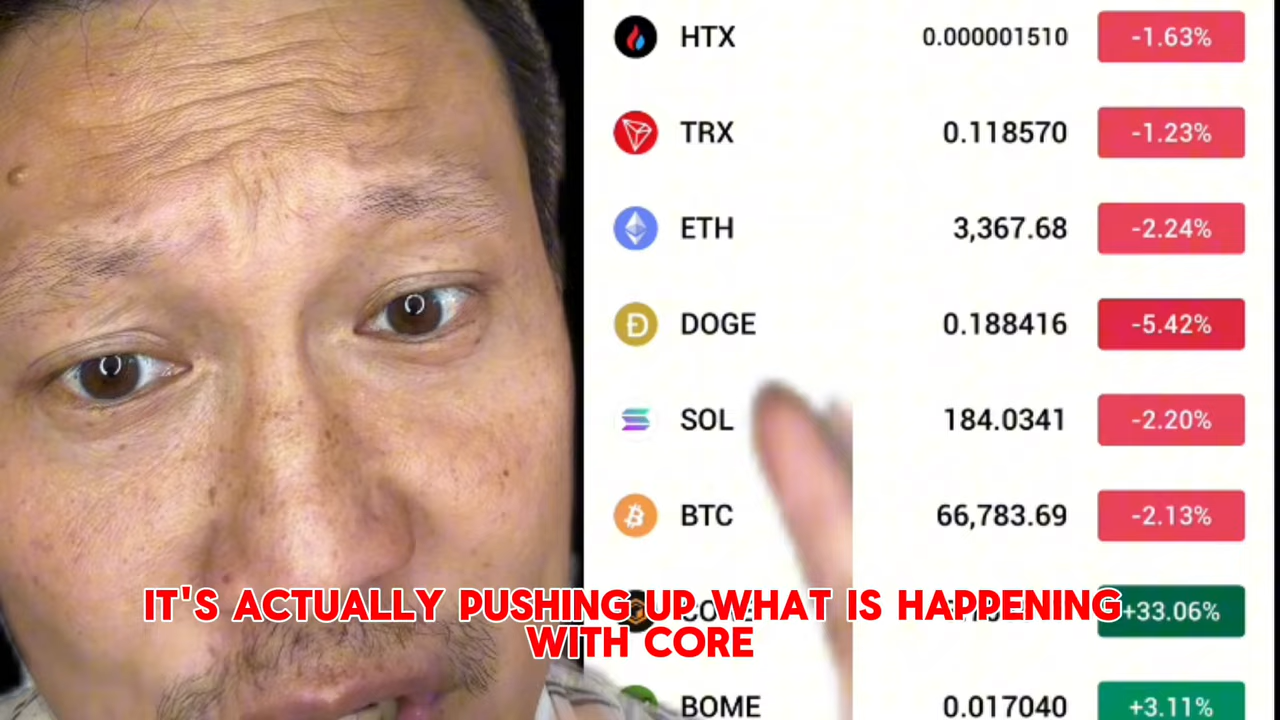 HTX 0.000001510 -1.63%
TRX 0.118570 -1.23%
ETH 3,367.68 -2.24%
DOGE 0.188416 -5.42%
SOL 184.0341 -2.20%
BTC 66,783.69 -2.13%
+33.06%
IT'S ACTUALLY PUSHING UP WHAT IS HAPPENING
WITH CORE
BOME 0.017040 +3.11%